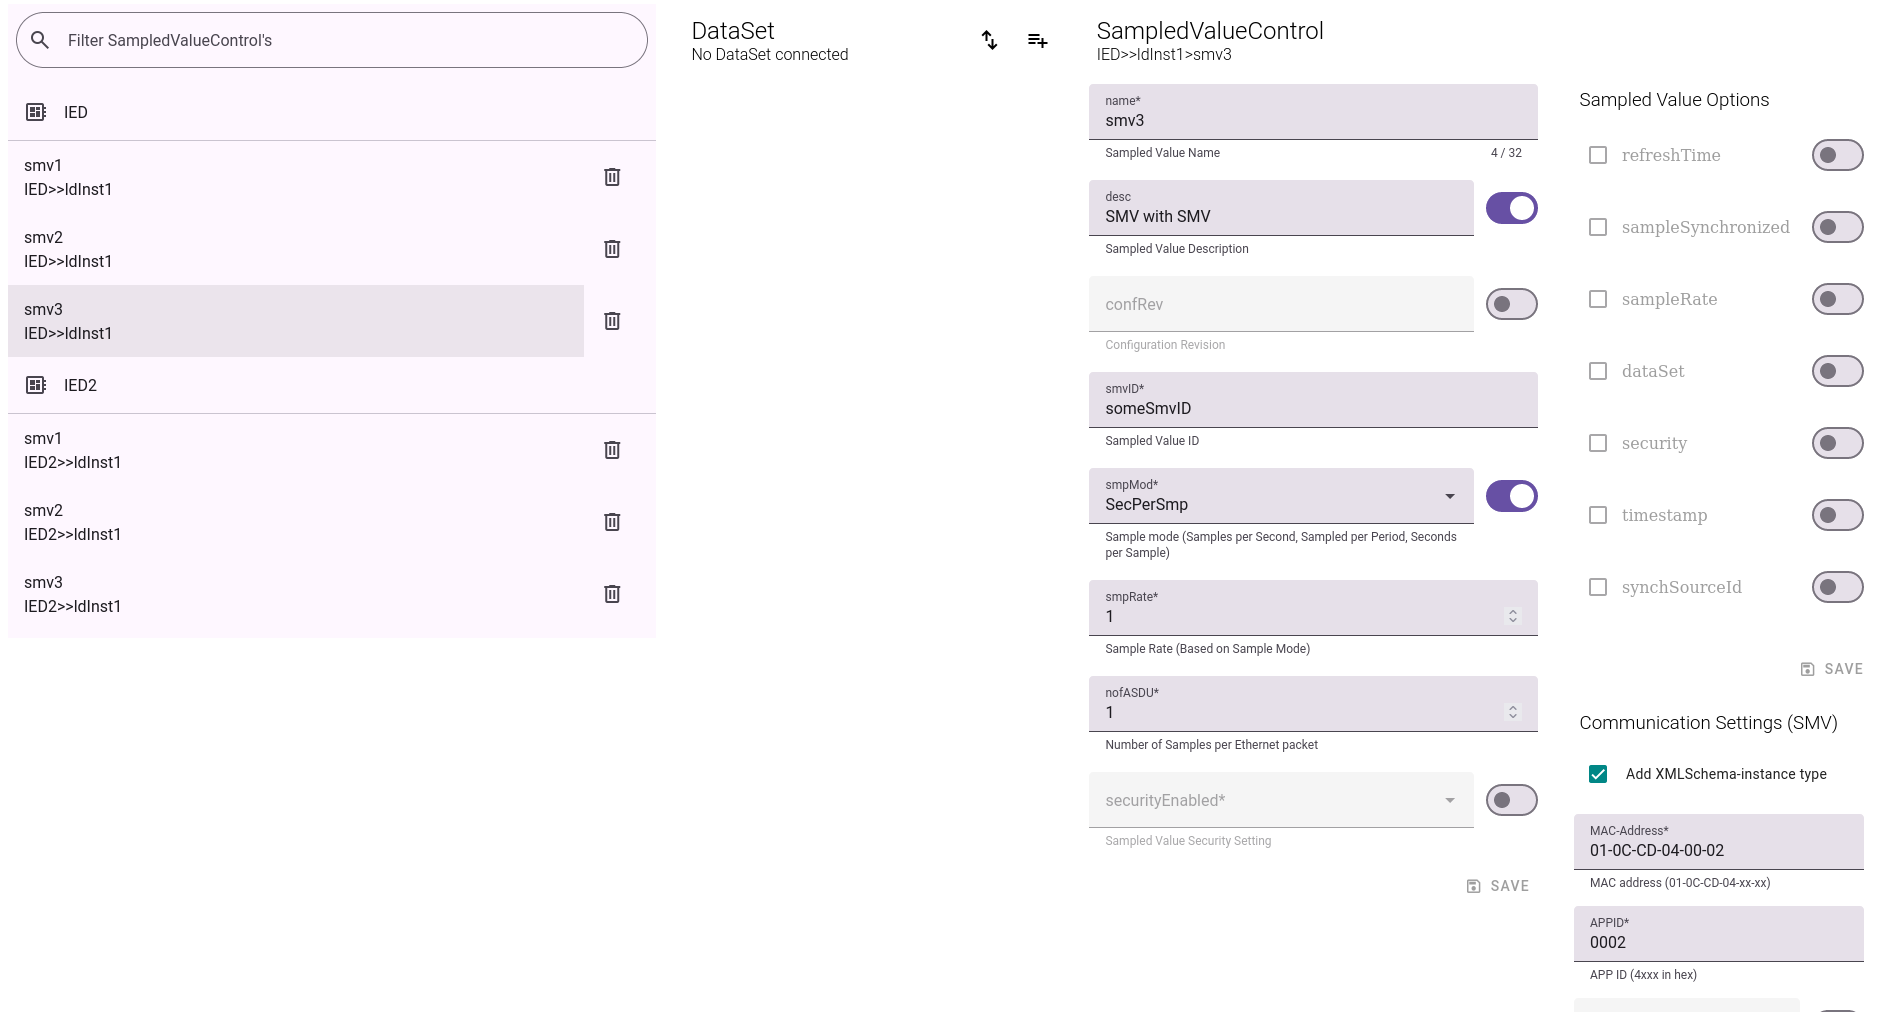 Filter SampledValueControl's
IED
smv1
IED>>ldInst1
smv2
IED>>ldInst1
smv3
IED>>ldInst1
IED2
smv1
IED2>>ldInst1
smv2
IED2>>ldInst1
smv3
IED2>>ldInst1
DataSet
No DataSet connected
SampledValueControl
IED>>ldInst1>smv3
name*
smv3
Sampled Value Name
4 / 32
desc
SMV with SMV
Sampled Value Description
confRev
Configuration Revision
smvID*
someSmvID
Sampled Value ID
smpMod*
SecPerSmp
Sample mode (Samples per Second, Sampled per Period, Seconds
per Sample)
smpRate*
1
Sample Rate (Based on Sample Mode)
nofASDU*
1
Number of Samples per Ethernet packet
securityEnabled*
Sampled Value Security Setting
SAVE
Sampled Value Options
refreshTime
sampleSynchronized
sampleRate
dataSet
security
timestamp
synchSourceId
SAVE
Communication Settings (SMV)
Add XMLSchema-instance type
MAC-Address*
01-0C-CD-04-00-02
MAC address (01-0C-CD-04-xx-xx)
APPID*
0002
APP ID (4xxx in hex)